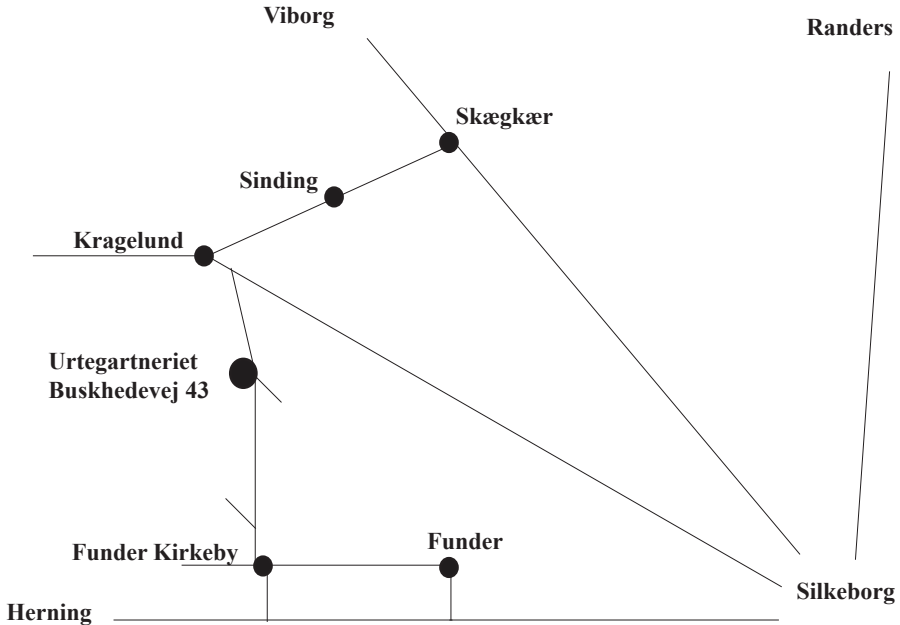 Viborg
Randers
Skægkær
Sinding
Kragelund
Urtegartneriet
Buskhedevej 43
Funder Kirkeby
Funder
Silkeborg
Herning